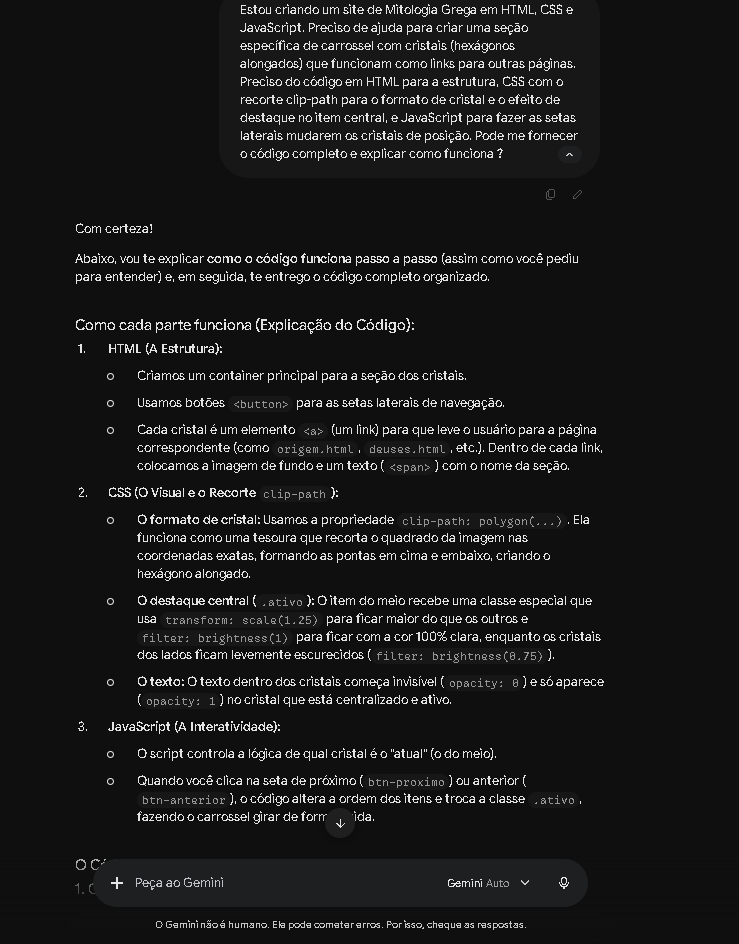 Estou criando um site de Mitologia Grega em HTML, CSS e
JavaScript. Preciso de ajuda para criar uma seção
específica de carrossel com cristais (hexágonos
alongados) que funcionam como links para outras páginas.
Preciso do código em HTML para a estrutura, CSS com o
recorte clip-path para o formato de cristal e o efeito de
destaque no item central, e JavaScript para fazer as setas
laterais mudarem os cristais de posição. Pode me fornecer
o código completo e explicar como funciona ?
Com certeza!
Abaixo, vou te explicar como o código funciona passo a passo (assim como você pediu
para entender) e, em seguida, te entrego o código completo organizado.
Como cada parte funciona (Explicação do Código):
1. HTML (A Estrutura):
Criamos um container principal para a seção dos cristais.
Usamos botões <button> para as setas laterais de navegação.
Cada cristal é um elemento <a> (um link) para que leve o usuário para a página
correspondente (como origem.html, deuses.html, etc.). Dentro de cada link,
colocamos a imagem de fundo e um texto (<span>) com o nome da seção.
2. CSS (O Visual e o Recorte clip-path):
O formato de cristal: Usamos a propriedade clip-path: polygon(...). Ela
funciona como uma tesoura que recorta o quadrado da imagem nas
coordenadas exatas, formando as pontas em cima e embaixo, criando o
hexágono alongado.
O destaque central (.ativo): O item do meio recebe uma classe especial que
usa transform: scale(1.25) para ficar maior do que os outros e
filter: brightness(1) para ficar com a cor 100% clara, enquanto os cristais
dos lados ficam levemente escurecidos (filter: brightness(0.75)).
O texto: O texto dentro dos cristais começa invisível (opacity: 0) e só aparece
(opacity: 1) no cristal que está centralizado e ativo.
3. JavaScript (A Interatividade):
O script controla a lógica de qual cristal é o "atual" (o do meio).
Quando você clica na seta de próximo (btn-proximo) ou anterior (
btn-anterior), o código altera a ordem dos itens e troca a classe .ativo,
fazendo o carrossel girar de
O
1.
Peça ao Gemini
Gemini Auto
O Gemini não é humano. Ele pode cometer erros. Por isso, cheque as respostas.